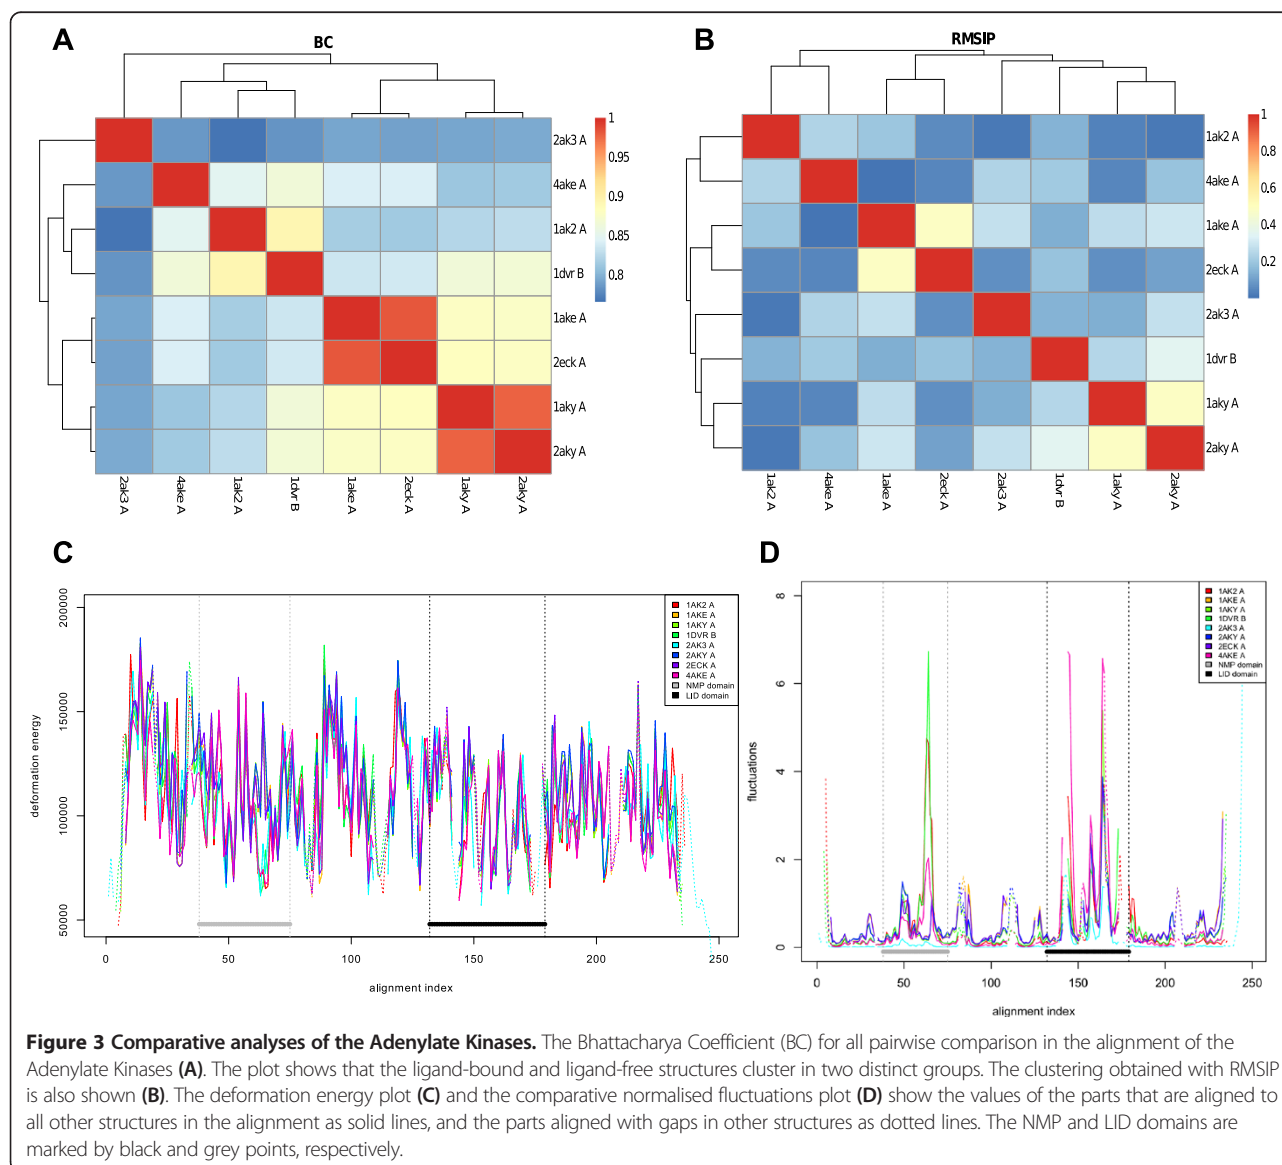 A
BC
1
0.95
0.9
0.85
0.8
2ak3 A
4ake A
1ak2 A
1dvr B
1ake A
2eck A
1aky A
2aky A
2ak3 A
4ake A
1ak2 A
1dvr B
1ake A
2eck A
1aky A
2aky A
B
RMSIP
1
0.8
0.6
0.4
0.2
1ak2 A
4ake A
1ake A
2eck A
2ak3 A
1dvr B
1aky A
2aky A
1ak2 A
4ake A
1ake A
2eck A
2ak3 A
1dvr B
1aky A
2aky A
C
deformation energy
200000
150000
100000
50000
0
50
100
150
200
250
alignment index
1AK2 A
1AKE A
1AKY A
1DVR B
2AK3 A
2AKY A
2ECK A
4AKE A
NMP domain
LID domain
D
fluctuations
8
6
4
2
0
0
50
100
150
200
250
alignment index
1AK2 A
1AKE A
1AKY A
1DVR B
2AK3 A
2AKY A
2ECK A
4AKE A
NMP domain
LID domain
Figure 3 Comparative analyses of the Adenylate Kinases. The Bhattacharya Coefficient (BC) for all pairwise comparison in the alignment of the
Adenylate Kinases (A). The plot shows that the ligand-bound and ligand-free structures cluster in two distinct groups. The clustering obtained with RMSIP
is also shown (B). The deformation energy plot (C) and the comparative normalised fluctuations plot (D) show the values of the parts that are aligned to
all other structures in the alignment as solid lines, and the parts aligned with gaps in other structures as dotted lines. The NMP and LID domains are
marked by black and grey points, respectively.